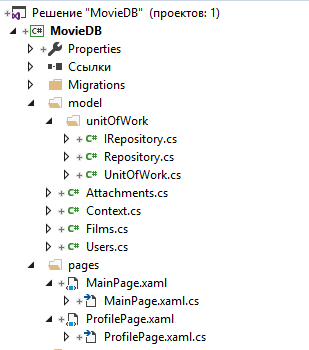 Решение "MovieDB" (проектов: 1)
C# MovieDB
Properties
Ссылки
Migrations
model
unitOfWork
C# IRepository.cs
C# Repository.cs
C# UnitOfWork.cs
C# Attachments.cs
C# Context.cs
C# Films.cs
C# Users.cs
pages
MainPage.xaml
MainPage.xaml.cs
ProfilePage.xaml
ProfilePage.xaml.cs